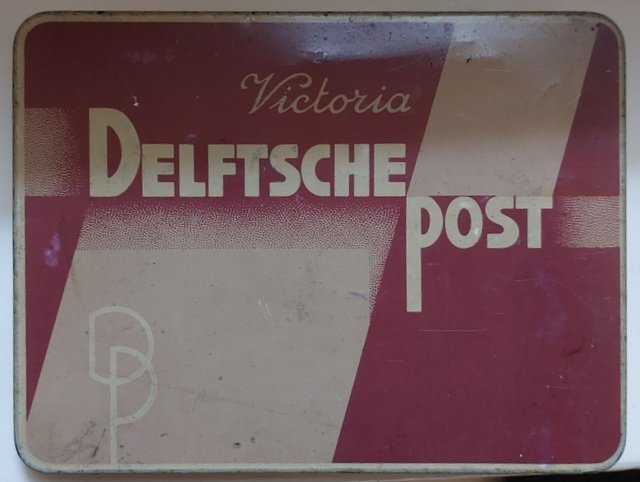 Victoria
DELFTSCHE
POST
DP